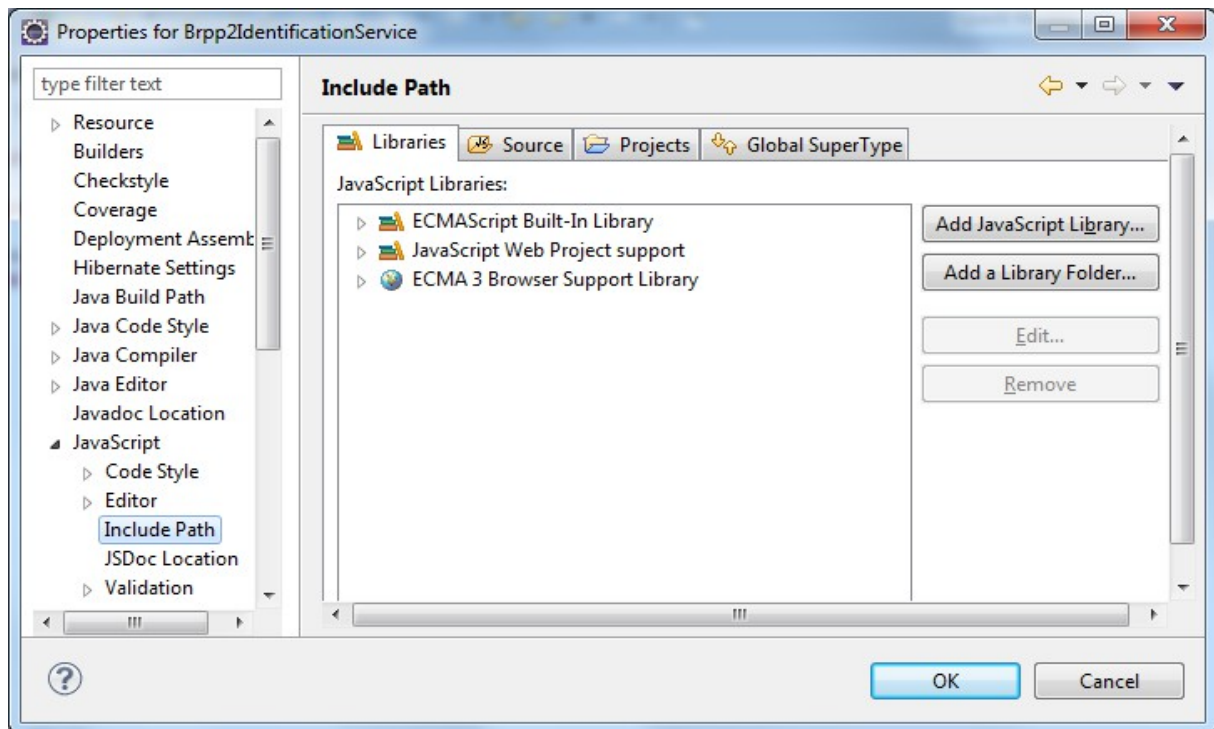 Properties for Brpp2IdentificationService
type filter text
Resource
Builders
Checkstyle
Coverage
Deployment Assemb
Hibernate Settings
Java Build Path
Java Code Style
Java Compiler
Java Editor
Javadoc Location
JavaScript
Code Style
Editor
Include Path
JSDoc Location
Validation
Include Path
Libraries
Source
Projects
Global SuperType
JavaScript Libraries:
ECMAScript Built-In Library
JavaScript Web Project support
ECMA 3 Browser Support Library
Add JavaScript Library...
Add a Library Folder...
Edit...
Remove
OK
Cancel